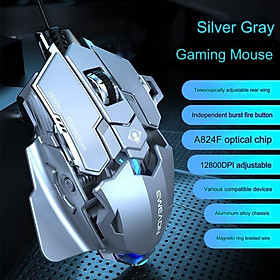 Silver Gray
Gaming Mouse
Telescopically adjustable rear wing
Independent burst fire button
A824F optical chip
12800DPI adjustable
Various compatible devices
Aluminum alloy chassis
Magnetic ring braided wire
EWEADN